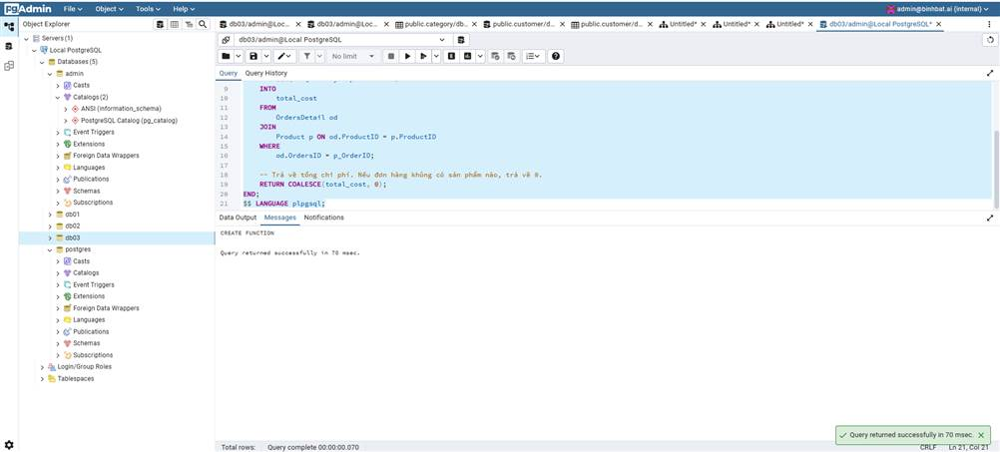 pgAdmin File Object Tools Help admin@binhbat.ai (internal)
Object Explorer
db03/admin@Loc... db03/admin@Loc... public.category/db... public.customer/d... public.customer/d... Untitled* Untitled* Untitled* db03/admin@Local PostgreSQL*
Servers (1)
Local PostgreSQL
Databases (5)
admin
Casts
Catalogs (2)
ANSI (information_schema)
PostgreSQL Catalog (pg_catalog)
Event Triggers
Extensions
Foreign Data Wrappers
Languages
Publications
Schemas
Subscriptions
db01
db02
db03
postgres
Casts
Catalogs
Event Triggers
Extensions
Foreign Data Wrappers
Languages
Publications
Schemas
Subscriptions
Login/Group Roles
Tablespaces
db03/admin@Local PostgreSQL
No limit
Query Query History
9 INTO
10 total_cost
11 FROM
12 OrdersDetail od
13 JOIN
14 Product p ON od.ProductID = p.ProductID
15 WHERE
16 od.OrdersID = p_OrderID;
17
18 -- Trả về tổng chi phí. Nếu đơn hàng không có sản phẩm nào, trả về 0.
19 RETURN COALESCE(total_cost, 0);
20 END;
21 $$ LANGUAGE plpgsql;
Data Output Messages Notifications
CREATE FUNCTION
Query returned successfully in 70 msec.
Query returned successfully in 70 msec.
Total rows: Query complete 00:00:00.070 CRLF Ln 21, Col 21